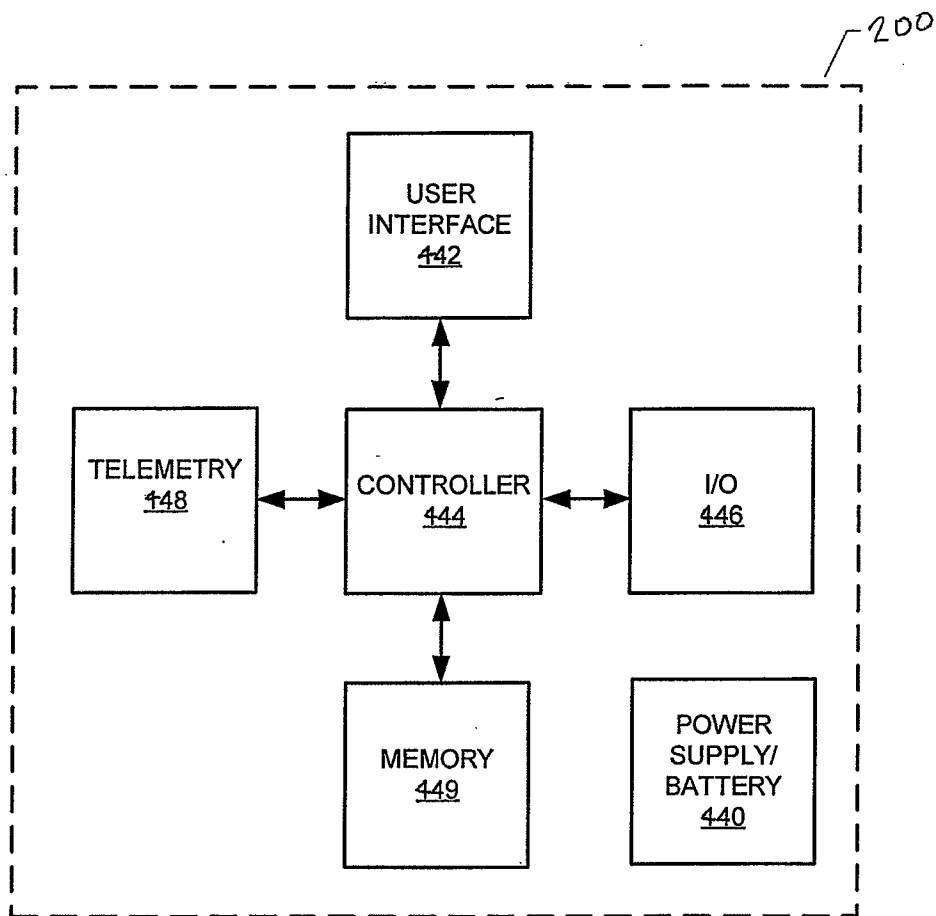 200
USER
INTERFACE
442
TELEMETRY
448
CONTROLLER
444
I/O
446
MEMORY
449
POWER
SUPPLY/
BATTERY
440